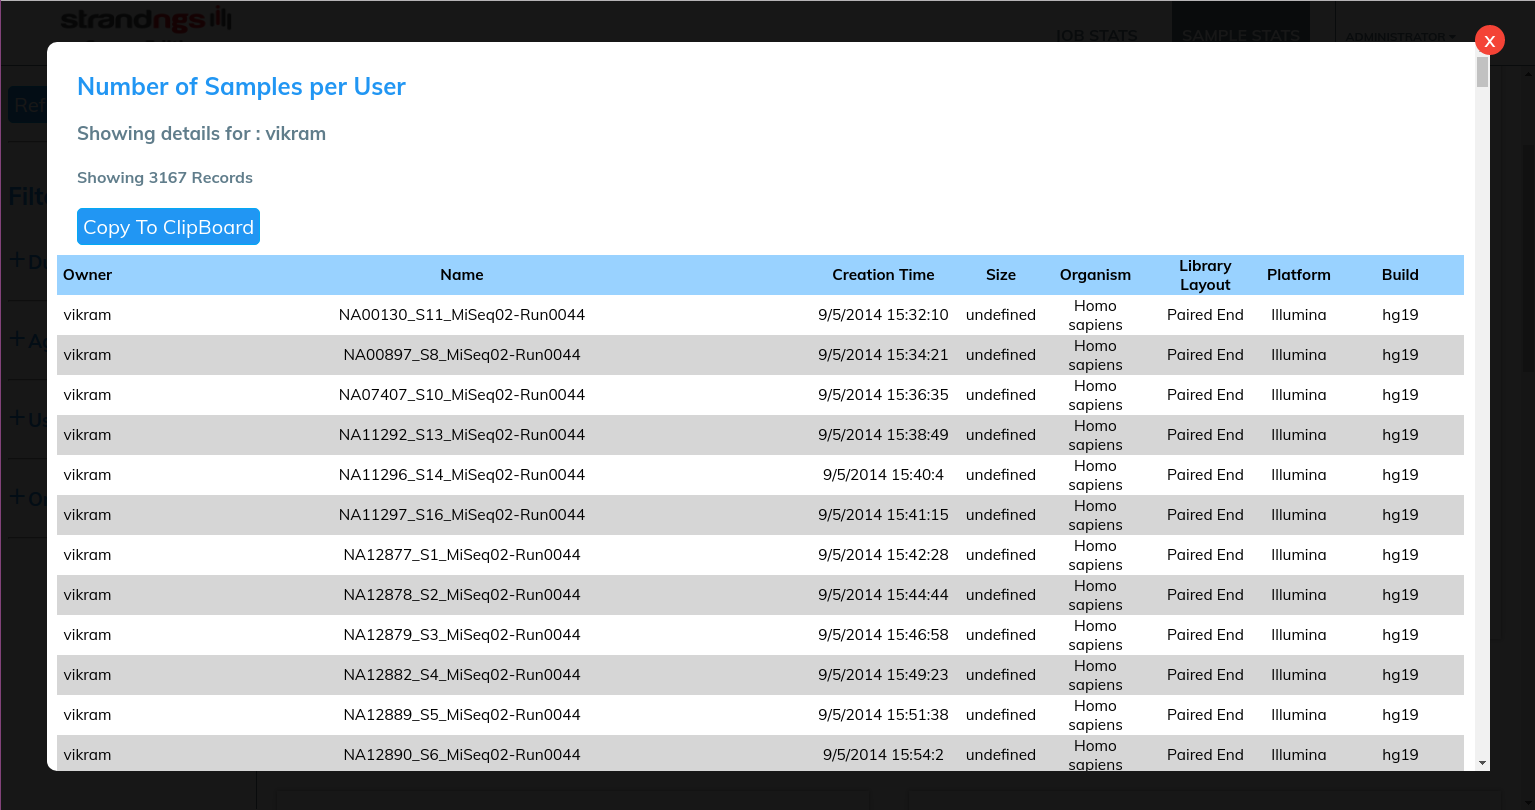 strandngs
JOB STATS
SAMPLE STATS
ADMINISTRATOR
X
Number of Samples per User
Showing details for : vikram
Showing 3167 Records
Copy To ClipBoard
Owner Name Creation Time Size Organism Library Layout Platform Build
vikram NA00130_S11_MiSeq02-Run0044 9/5/2014 15:32:10 undefined Homo sapiens Paired End Illumina hg19
vikram NA00897_S8_MiSeq02-Run0044 9/5/2014 15:34:21 undefined Homo sapiens Paired End Illumina hg19
vikram NA07407_S10_MiSeq02-Run0044 9/5/2014 15:36:35 undefined Homo sapiens Paired End Illumina hg19
vikram NA11292_S13_MiSeq02-Run0044 9/5/2014 15:38:49 undefined Homo sapiens Paired End Illumina hg19
vikram NA11296_S14_MiSeq02-Run0044 9/5/2014 15:40:4 undefined Homo sapiens Paired End Illumina hg19
vikram NA11297_S16_MiSeq02-Run0044 9/5/2014 15:41:15 undefined Homo sapiens Paired End Illumina hg19
vikram NA12877_S1_MiSeq02-Run0044 9/5/2014 15:42:28 undefined Homo sapiens Paired End Illumina hg19
vikram NA12878_S2_MiSeq02-Run0044 9/5/2014 15:44:44 undefined Homo sapiens Paired End Illumina hg19
vikram NA12879_S3_MiSeq02-Run0044 9/5/2014 15:46:58 undefined Homo sapiens Paired End Illumina hg19
vikram NA12882_S4_MiSeq02-Run0044 9/5/2014 15:49:23 undefined Homo sapiens Paired End Illumina hg19
vikram NA12889_S5_MiSeq02-Run0044 9/5/2014 15:51:38 undefined Homo sapiens Paired End Illumina hg19
vikram NA12890_S6_MiSeq02-Run0044 9/5/2014 15:54:2 undefined Homo sapiens Paired End Illumina hg19